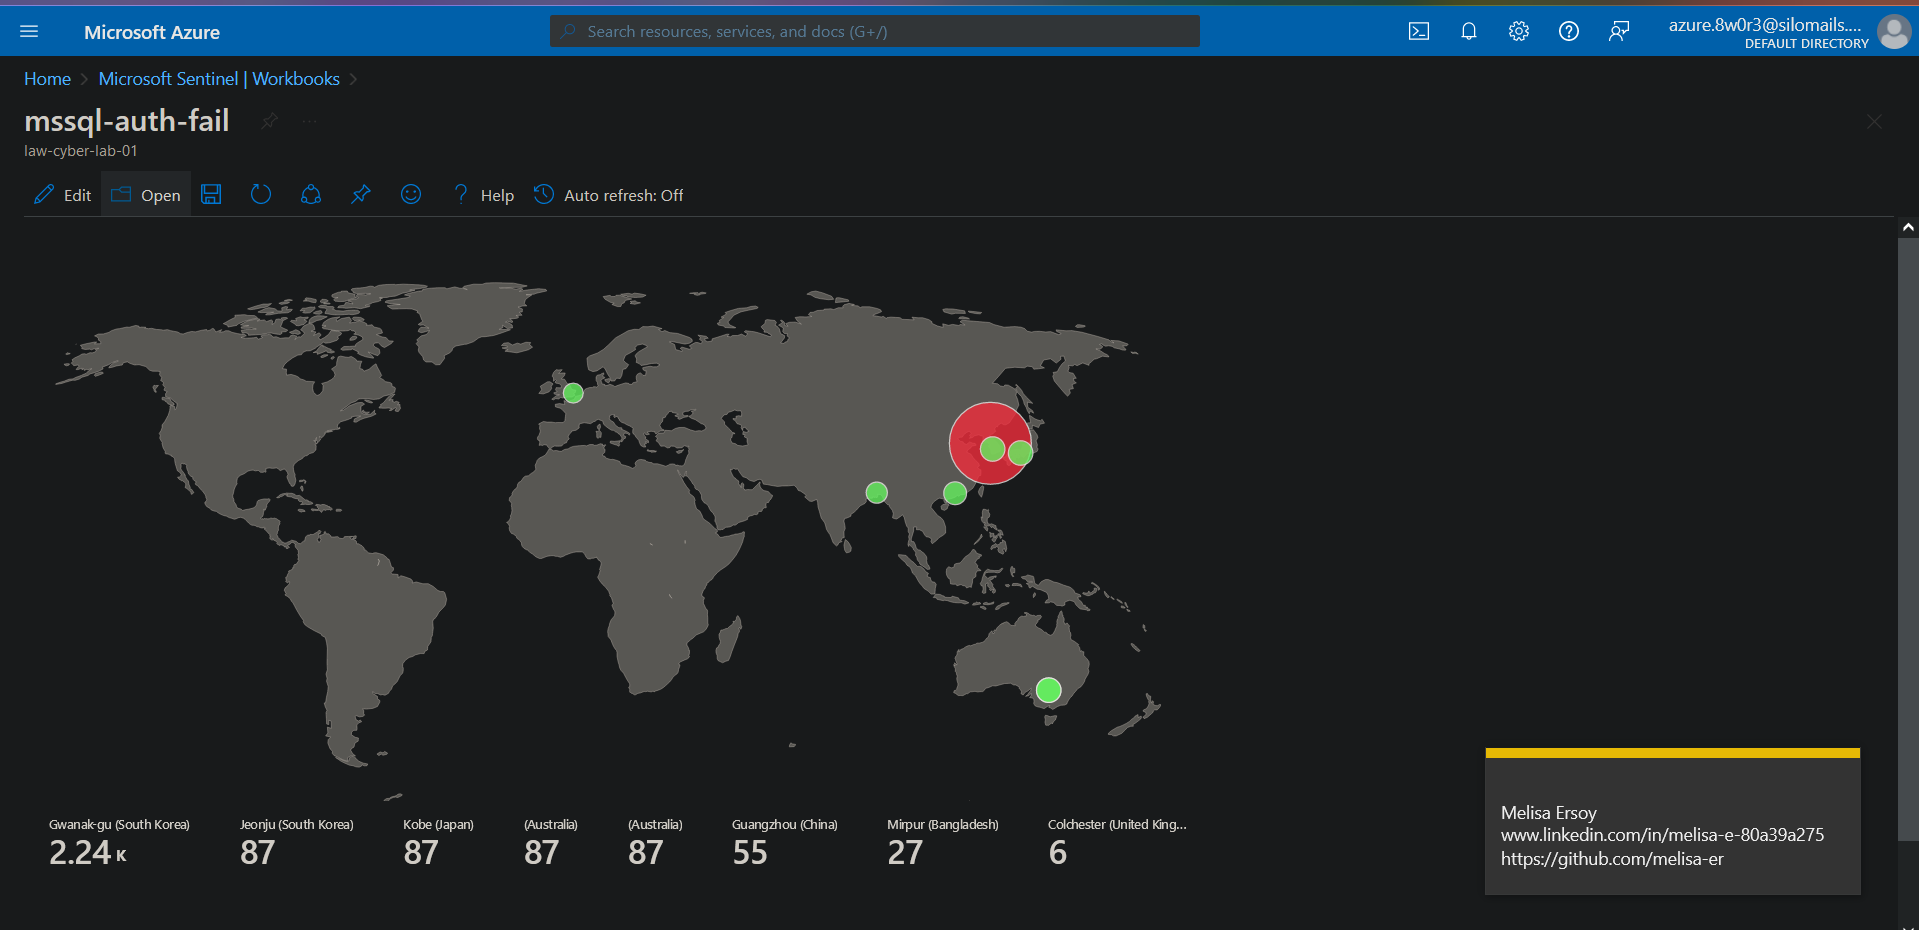 Microsoft Azure
Search resources, services, and docs (G+/)
azure.8w0r3@silomails....
DEFAULT DIRECTORY
Home > Microsoft Sentinel | Workbooks >
mssql-auth-fail
...
law-cyber-lab-01
Edit
Open
Help
Auto refresh: Off
Gwanak-gu (South Korea)
2.24 K
Jeonju (South Korea)
87
Kobe (Japan)
87
(Australia)
87
(Australia)
87
Guangzhou (China)
55
Mirpur (Bangladesh)
27
Colchester (United King...
6
Melisa Ersoy
www.linkedin.com/in/melisa-e-80a39a275
https://github.com/melisa-er